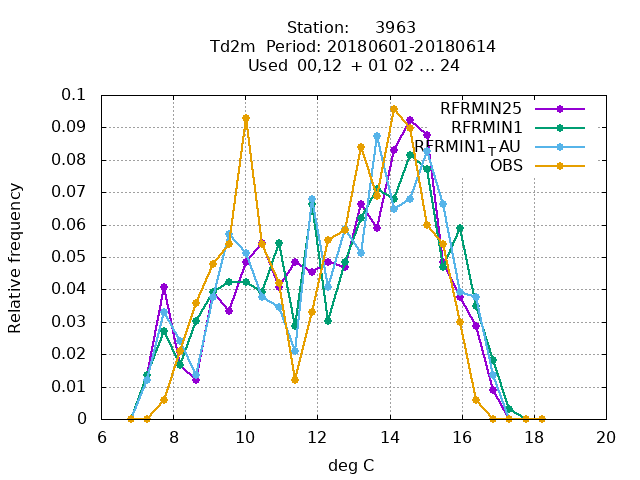 Station:     3963
Td2m  Period: 20180601-20180614
Used  00,12  + 01 02 ... 24
0.1
0.09
0.08
0.07
0.06
0.05
0.04
0.03
0.02
0.01
0
Relative frequency
RFRMIN25
RFRMIN1
RFRMIN1TAU
OBS
6 8 10 12 14 16 18 20
deg C